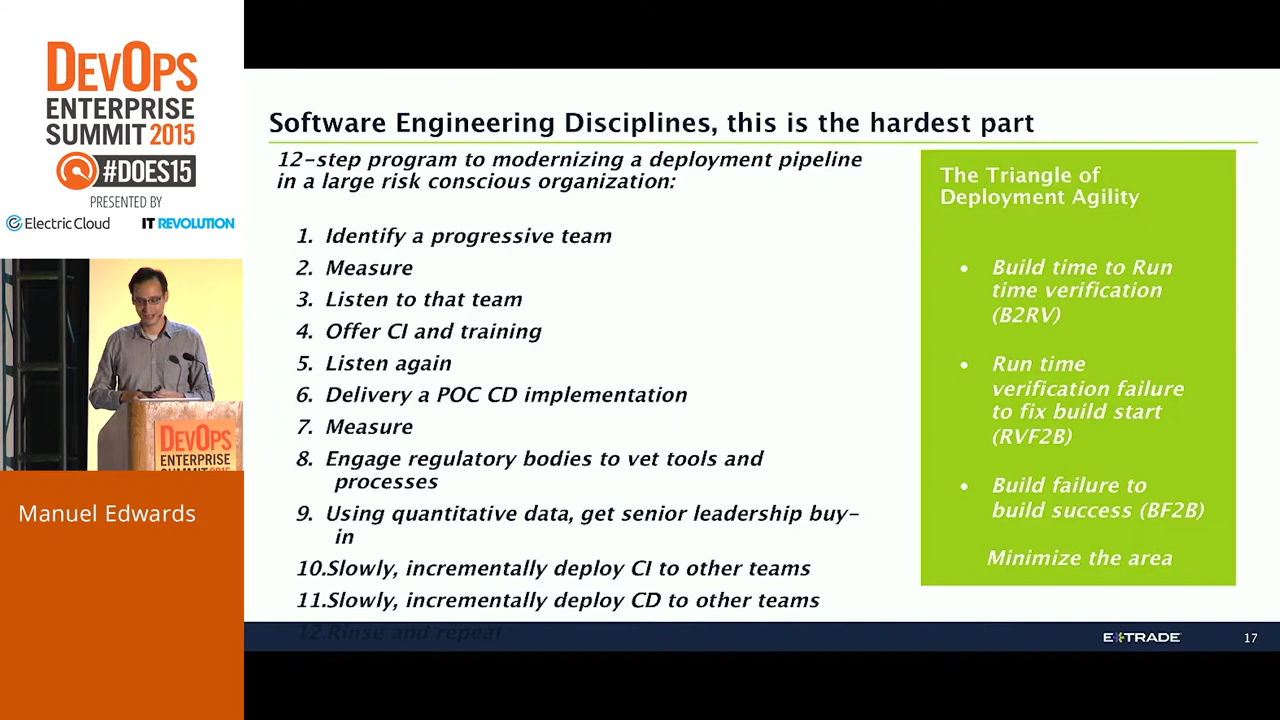 DEVOPS
ENTERPRISE
SUMMIT 2015
#DOES15
PRESENTED BY
Electric Cloud
IT REVOLUTION
DEVOPS
ENTERPRISE
SUMMIT 2015
Manuel Edwards
Software Engineering Disciplines, this is the hardest part
12-step program to modernizing a deployment pipeline
in a large risk conscious organization:
1. Identify a progressive team
2. Measure
3. Listen to that team
4. Offer CI and training
5. Listen again
6. Delivery a POC CD implementation
7. Measure
8. Engage regulatory bodies to vet tools and
processes
9. Using quantitative data, get senior leadership buy-
in
10.Slowly, incrementally deploy CI to other teams
11.Slowly, incrementally deploy CD to other teams
12.Rinse and repeat
The Triangle of
Deployment Agility
• Build time to Run
time verification
(B2RV)
• Run time
verification failure
to fix build start
(RVF2B)
• Build failure to
build success (BF2B)
Minimize the area
E*TRADE
17